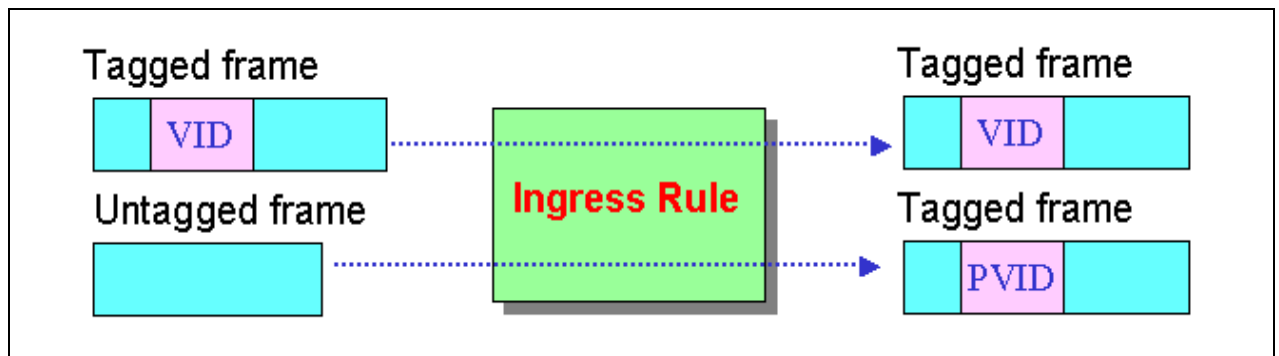 Tagged frame
VID
Untagged frame
Ingress Rule
Tagged frame
VID
Tagged frame
PVID